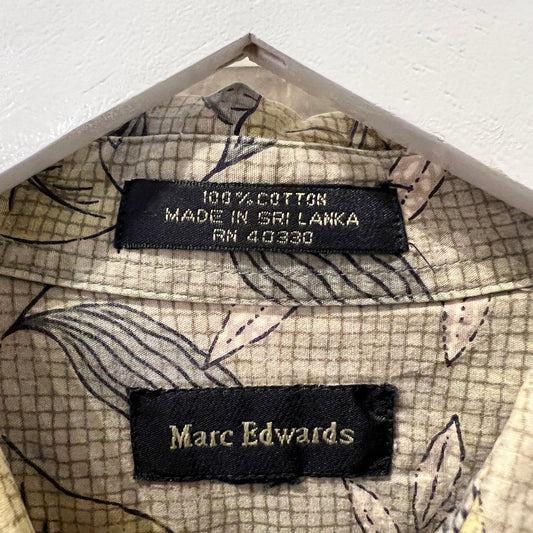 100% COTTON
MADE IN SRI LANKA
RN 40330
Marc Edwards